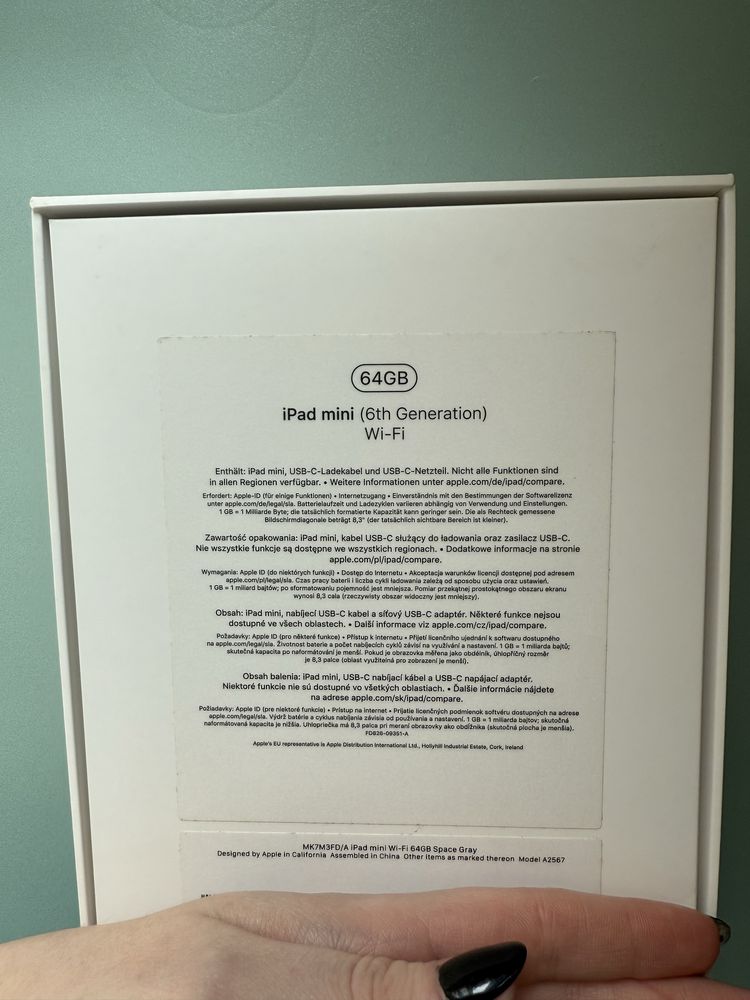 64GB
iPad mini (6th Generation)
Wi-Fi
Enthält: iPad mini, USB-C-Ladekabel und USB-C-Netzteil. Nicht alle Funktionen sind
in allen Regionen verfügbar. • Weitere Informationen unter apple.com/de/ipad/compare.
Erfordert: Apple-ID (für einige Funktionen) • Internetzugang • Einverständnis mit den Bestimmungen der Softwarelizenz
unter apple.com/de/legal/sla. Batterielaufzeit und Ladezyklen variieren abhängig von Verwendung und Einstellungen.
1 GB = 1 Milliarde Byte; die tatsächlich formatierte Kapazität kann geringer sein. Die als Rechteck gemessene
Bildschirmdiagonale beträgt 8,3" (der tatsächlich sichtbare Bereich ist kleiner).
Zawartość opakowania: iPad mini, kabel USB-C służący do ładowania oraz zasilacz USB-C.
Nie wszystkie funkcje są dostępne we wszystkich regionach. • Dodatkowe informacje na stronie
apple.com/pl/ipad/compare.
Wymagania: Apple ID (do niektórych funkcji) • Dostęp do Internetu • Akceptacja warunków licencji dostępnej pod adresem
apple.com/pl/legal/sla. Czas pracy baterii i liczba cykli ładowania zależą od sposobu użycia oraz ustawień.
1 GB = 1 miliard bajtów; po sformatowaniu pojemność jest mniejsza. Pomiar przekątnej prostokątnego obszaru ekranu
wynosi 8,3 cala (rzeczywisty obszar widoczny jest mniejszy).
Obsah: iPad mini, nabíjecí USB-C kabel a síťový USB-C adaptér. Některé funkce nejsou
dostupné ve všech oblastech. • Další informace viz apple.com/cz/ipad/compare.
Požadavky: Apple ID (pro některé funkce) • Přístup k internetu • Přijetí licenčního ujednání k softwaru dostupného
na apple.com/legal/sla. Životnost baterie a počet nabíjecích cyklů závisí na využívání a nastavení. 1 GB = 1 miliarda bajtů;
skutečná kapacita po naformátování je menší. Pokud je obrazovka měřena jako obdélník, úhlopříčný rozměr
je 8,3 palce (oblast využitelná pro zobrazení je menší).
Obsah balenia: iPad mini, USB-C nabíjací kábel a USB-C napájací adaptér.
Niektoré funkcie nie sú dostupné vo všetkých oblastiach. • Ďalšie informácie nájdete
na adrese apple.com/sk/ipad/compare.
Požiadavky: Apple ID (pre niektoré funkcie) • Prístup na internet • Prijatie licenčných podmienok softvéru dostupných na adrese
apple.com/legal/sla. Výdrž batérie a cyklus nabíjania závisia od používania a nastavení. 1 GB = 1 miliarda bajtov; skutočná
naformátovaná kapacita je nižšia. Uhlopriečka má 8,3 palca pri meraní obrazovky ako obdĺžnika (skutočná plocha je menšia).
FD826-09351-A
Apple's EU representative is Apple Distribution International Ltd., Hollyhill Industrial Estate, Cork, Ireland
MK7M3FD/A iPad mini Wi-Fi 64GB Space Gray
Designed by Apple in California Assembled in China Other items as marked thereon Model A2567